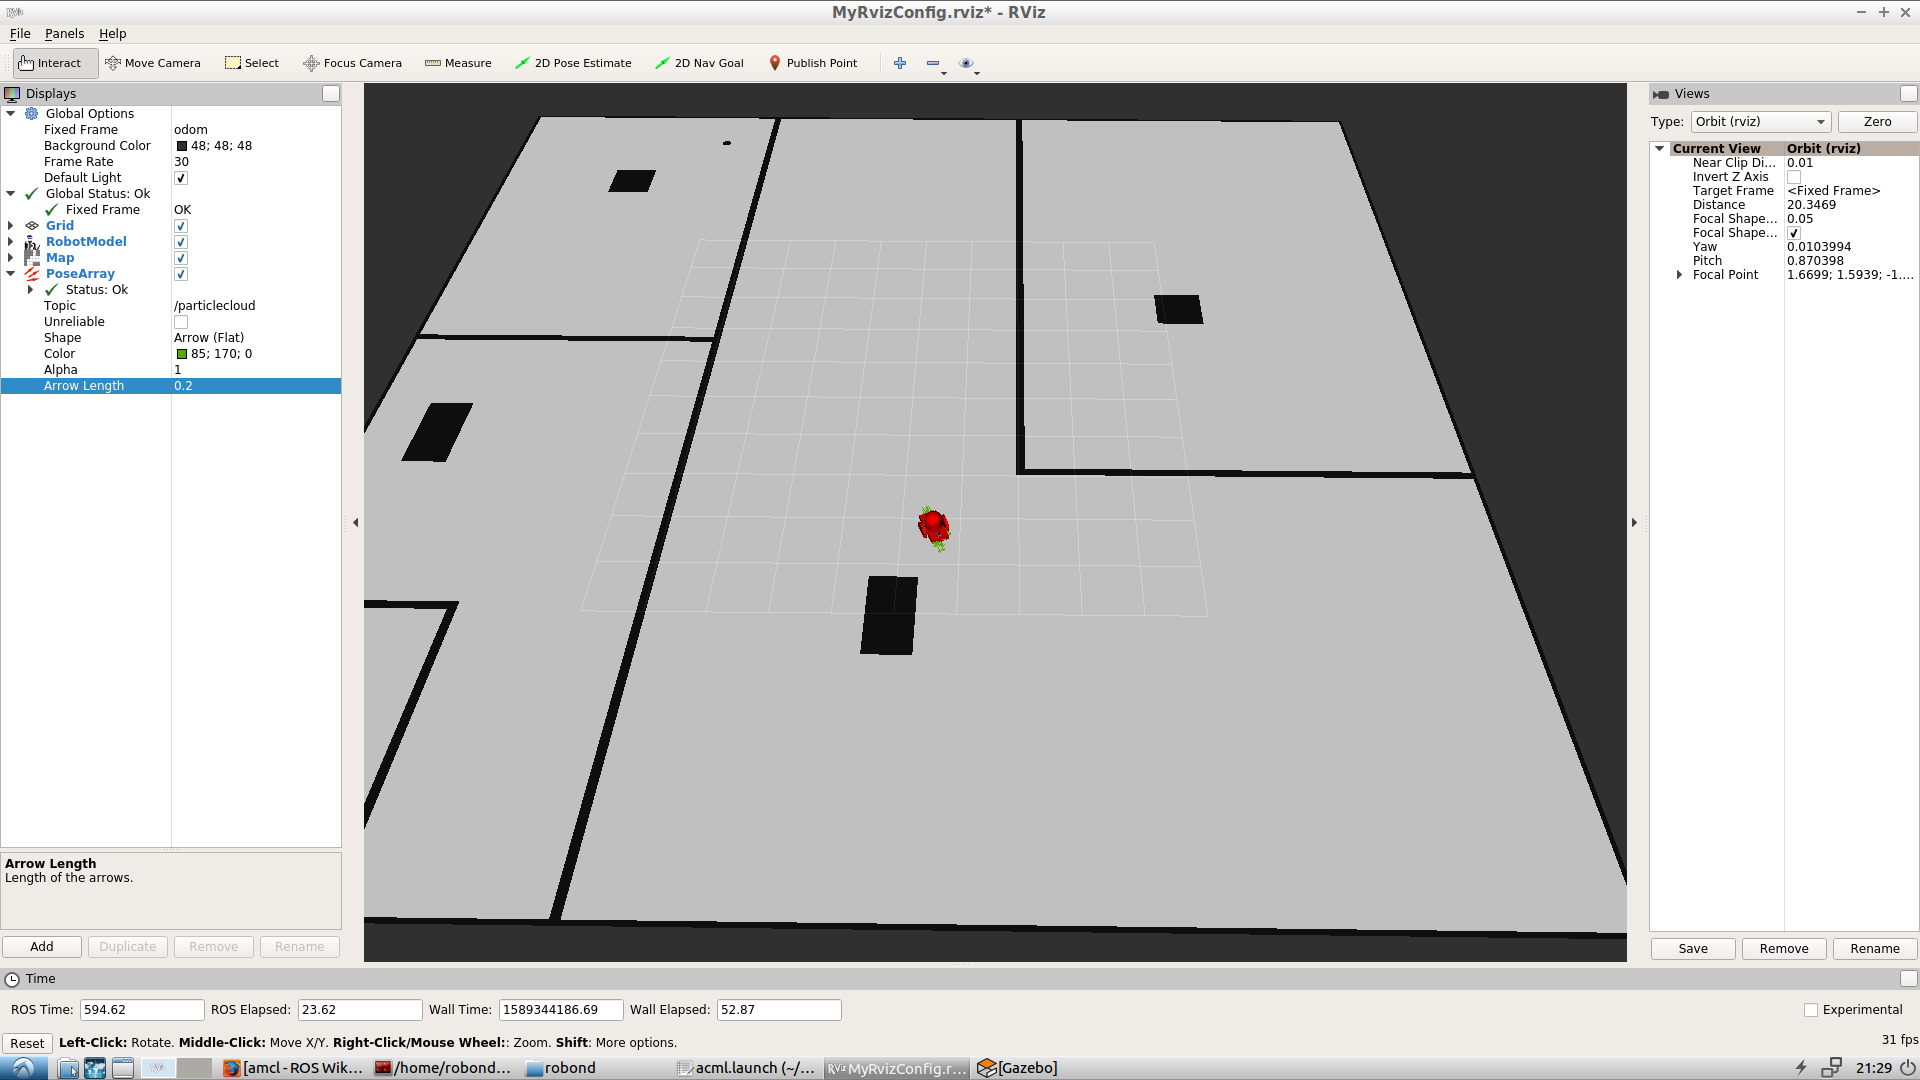 MyRvizConfig.rviz* - RViz
File Panels Help
Interact Move Camera Select Focus Camera Measure 2D Pose Estimate 2D Nav Goal Publish Point
Displays
Global Options
Fixed Frame odom
Background Color 48; 48; 48
Frame Rate 30
Default Light
Global Status: Ok
Fixed Frame OK
Grid
RobotModel
Map
PoseArray
Status: Ok
Topic /particlecloud
Unreliable
Shape Arrow (Flat)
Color 85; 170; 0
Alpha 1
Arrow Length 0.2
Arrow Length
Length of the arrows.
Add Duplicate Remove Rename
Views
Type: Orbit (rviz) Zero
Current View Orbit (rviz)
Near Clip Di... 0.01
Invert Z Axis
Target Frame <Fixed Frame>
Distance 20.3469
Focal Shape... 0.05
Focal Shape...
Yaw 0.0103994
Pitch 0.870398
Focal Point 1.6699; 1.5939; -1....
Save Remove Rename
Time
ROS Time: 594.62 ROS Elapsed: 23.62 Wall Time: 1589344186.69 Wall Elapsed: 52.87 Experimental
Reset Left-Click: Rotate. Middle-Click: Move X/Y. Right-Click/Mouse Wheel:: Zoom. Shift: More options. 31 fps
[amcl - ROS Wik... /home/robond... robond acml.launch (~/... MyRvizConfig.r... [Gazebo] 21:29